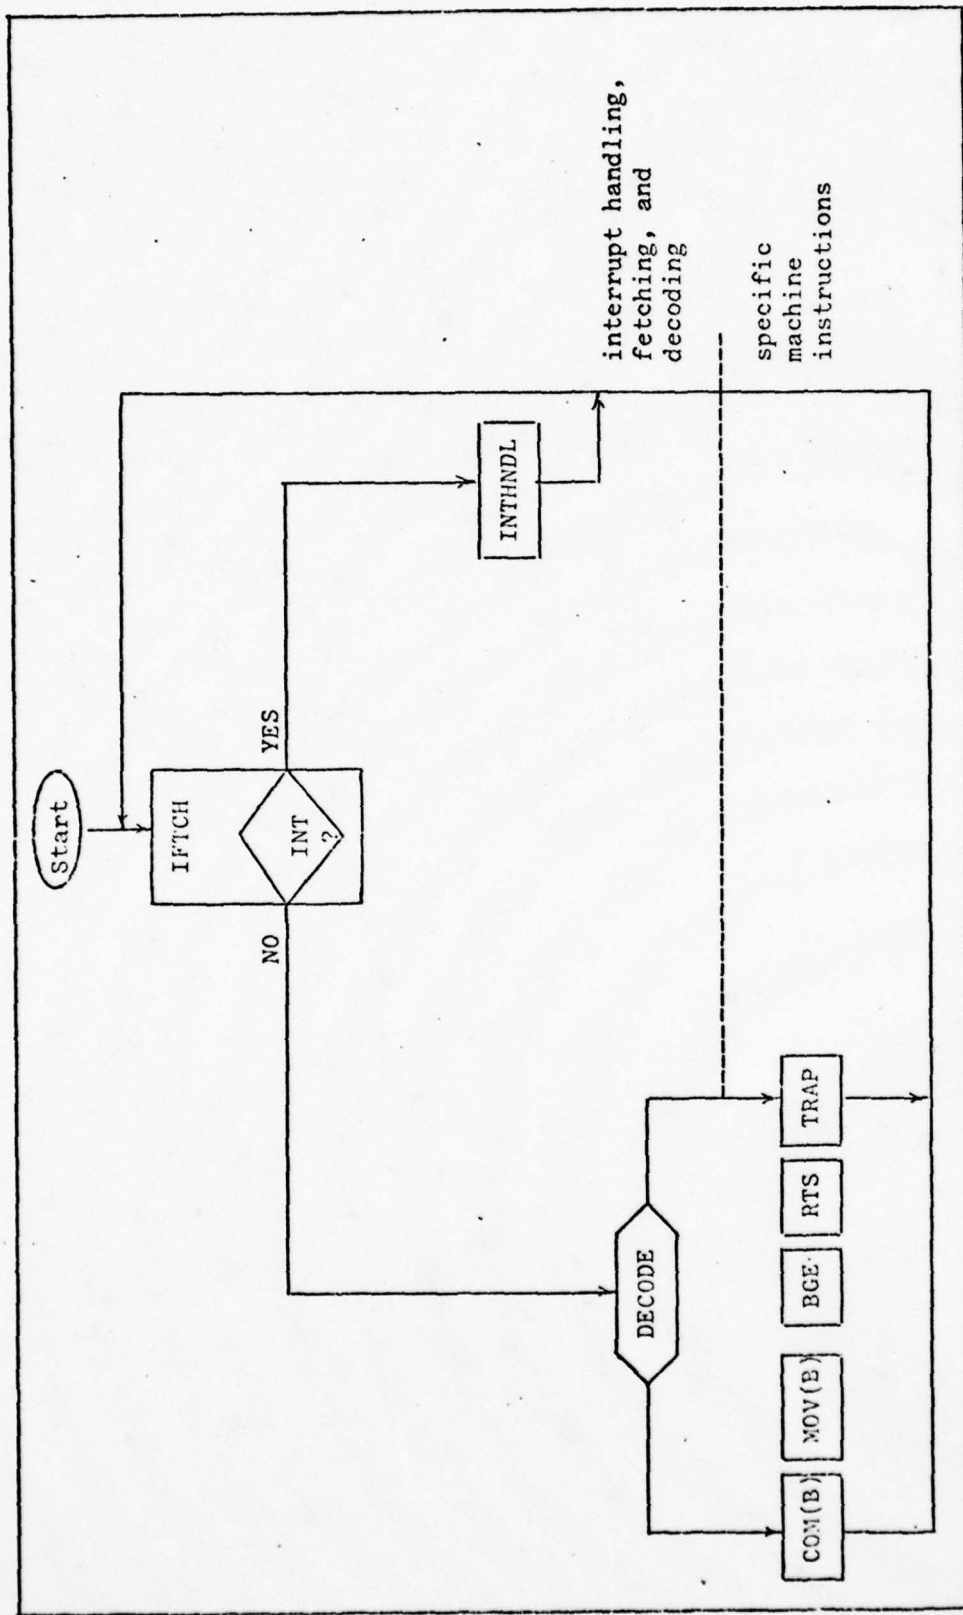 Start
IFTCH
INT
?
NO
YES
INTHNDL
interrupt handling,
fetching, and
decoding
DECODE
specific
machine
instructions
COM(B)
MOV(B)
BGE
RTS
TRAP